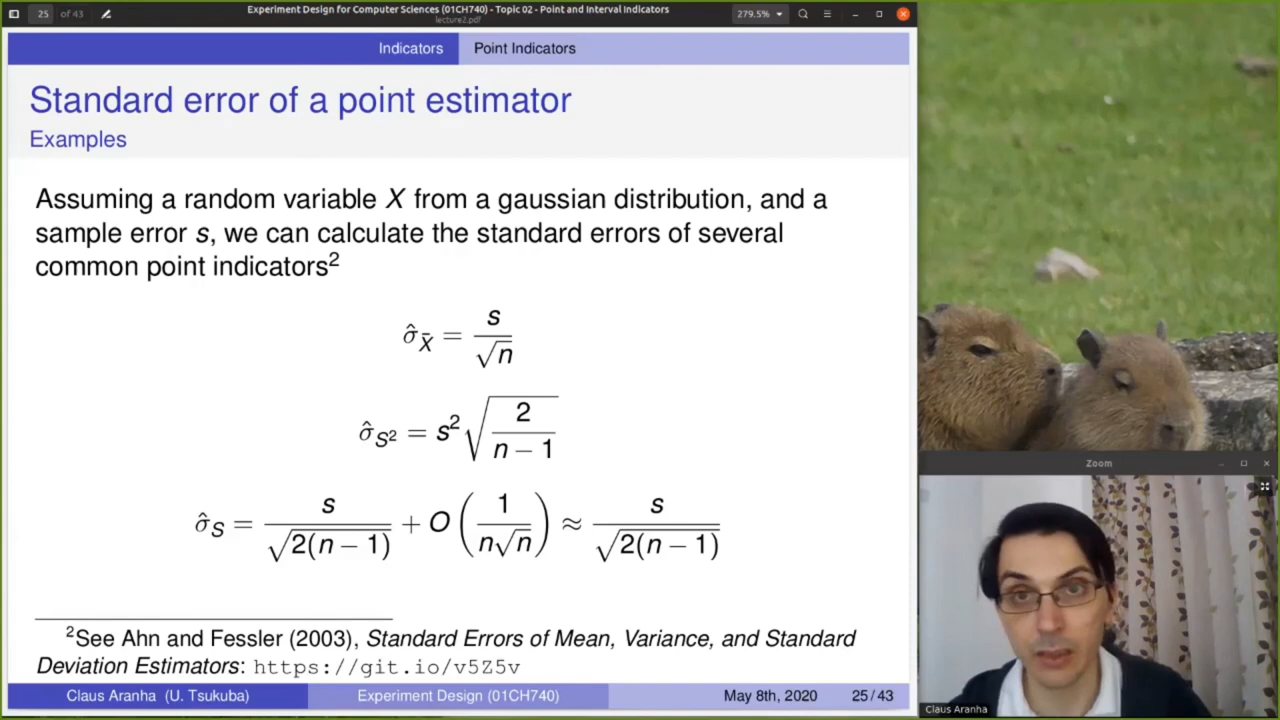 25 of 43
Experiment Design for Computer Sciences (01CH740) - Topic 02 - Point and Interval Indicators
lecture2.pdf
279.5%
Indicators Point Indicators
Standard error of a point estimator
Examples
Assuming a random variable X from a gaussian distribution, and a
sample error s, we can calculate the standard errors of several
common point indicators²
σ̂_X̄ = s / √n
σ̂_S² = s² √(2 / (n − 1))
σ̂_S = s / √(2(n − 1)) + O(1 / (n√n)) ≈ s / √(2(n − 1))
²See Ahn and Fessler (2003), Standard Errors of Mean, Variance, and Standard
Deviation Estimators: https://git.io/v5Z5v
Claus Aranha (U. Tsukuba) Experiment Design (01CH740) May 8th, 2020 25 / 43
Zoom
Claus Aranha